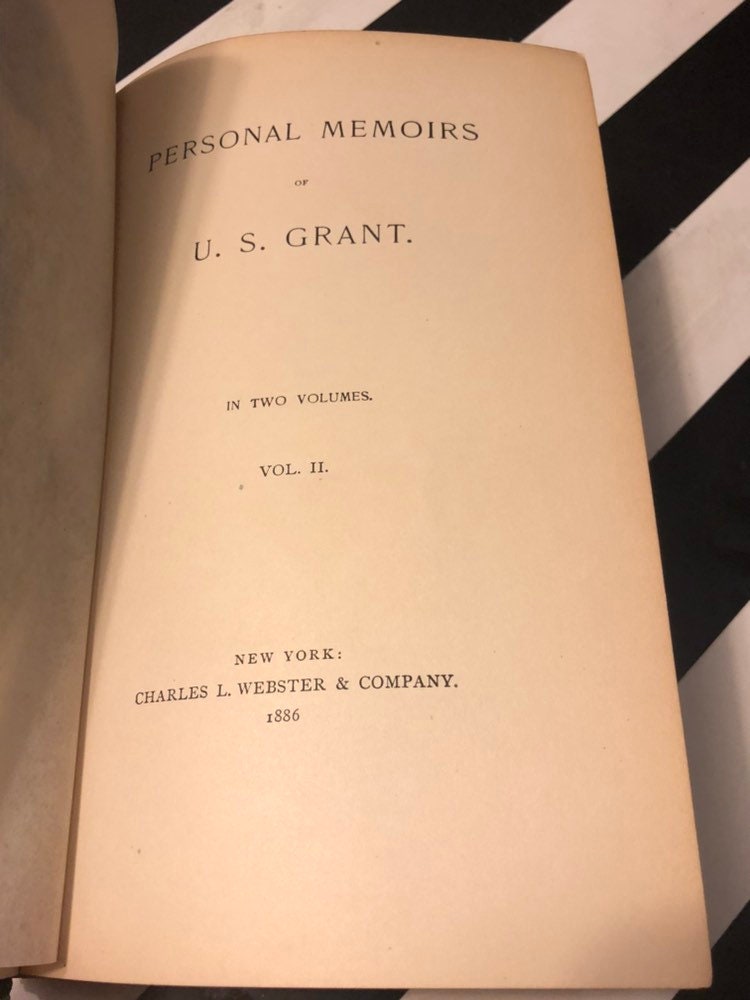 PERSONAL MEMOIRS
OF
U. S. GRANT.
IN TWO VOLUMES.
VOL. II.
NEW YORK:
CHARLES L. WEBSTER & COMPANY.
1886